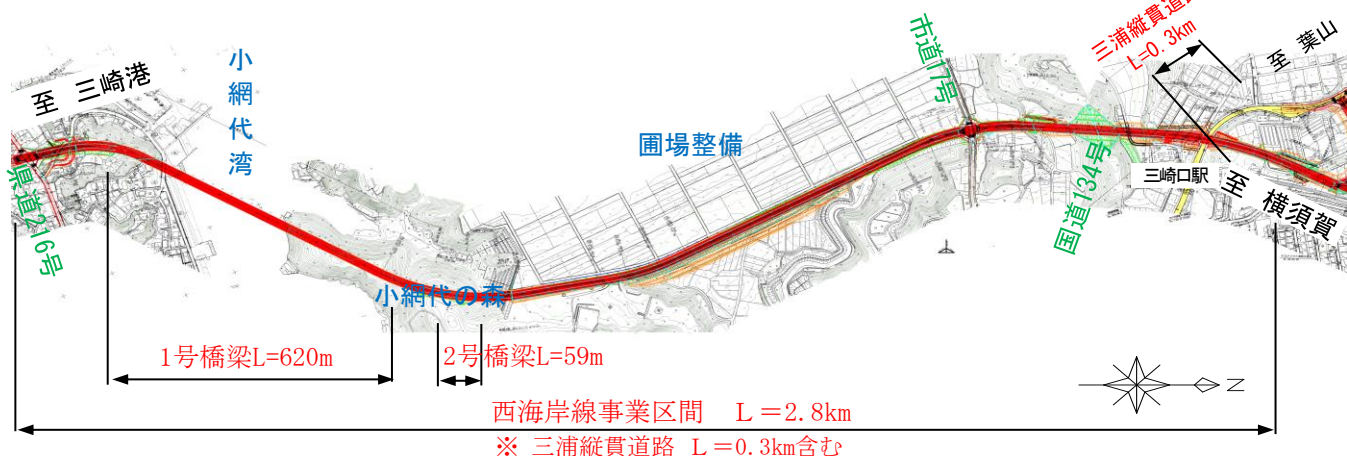 至 三崎港
小網代湾
県道216号
圃場整備
市道17号
三浦縦貫道路
L=0.3km
至 葉山
国道134号
三崎口駅
至 横須賀
小網代の森
1号橋梁L=620m
2号橋梁L=59m
N
西海岸線事業区間 L=2.8km
※ 三浦縦貫道路 L=0.3km含む